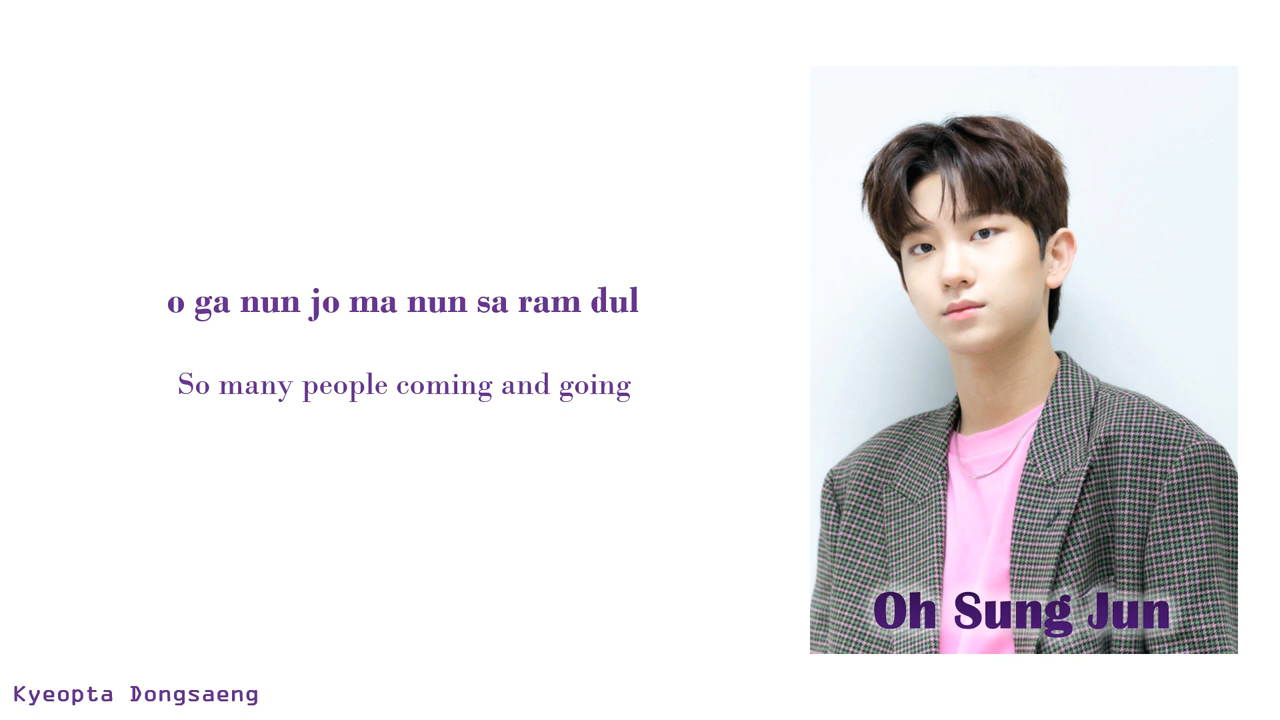 o ga nun jo ma nun sa ram dul
So many people coming and going
Oh Sung Jun
Kyeopta Dongsaeng